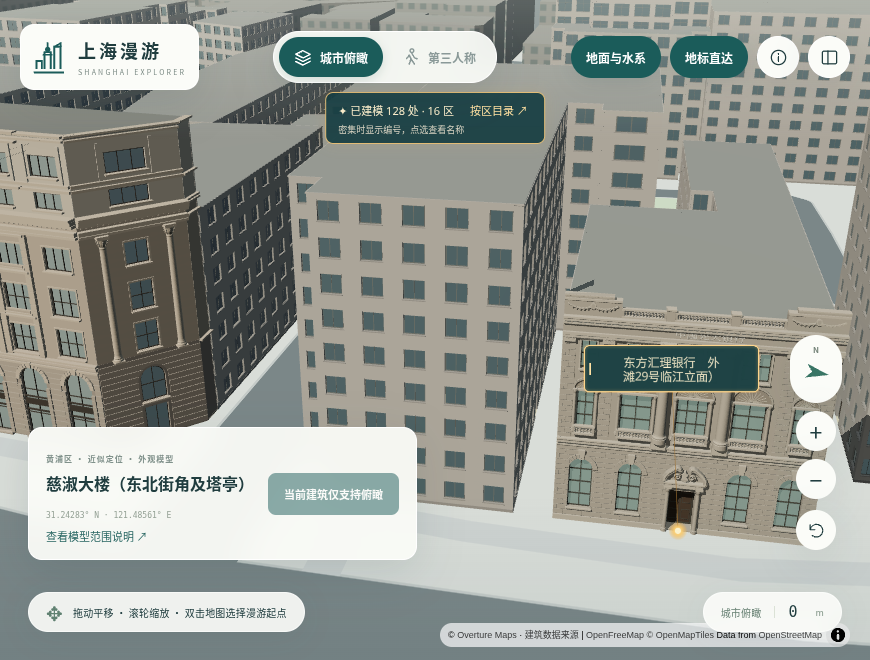 上海漫游
SHANGHAI EXPLORER
城市俯瞰
第三人称
地面与水系
地标直达
✦ 已建模 128 处 · 16 区 按区目录 ↗
密集时显示编号，点选查看名称
东方汇理银行 外
滩29号临江立面）
N
黄浦区 · 近似定位 · 外观模型
慈淑大楼（东北街角及塔亭）
当前建筑仅支持俯瞰
31.24283° N · 121.48561° E
查看模型范围说明 ↗
拖动平移 · 滚轮缩放 · 双击地图选择漫游起点
城市俯瞰 0 m
© Overture Maps · 建筑数据来源 | OpenFreeMap © OpenMapTiles Data from OpenStreetMap